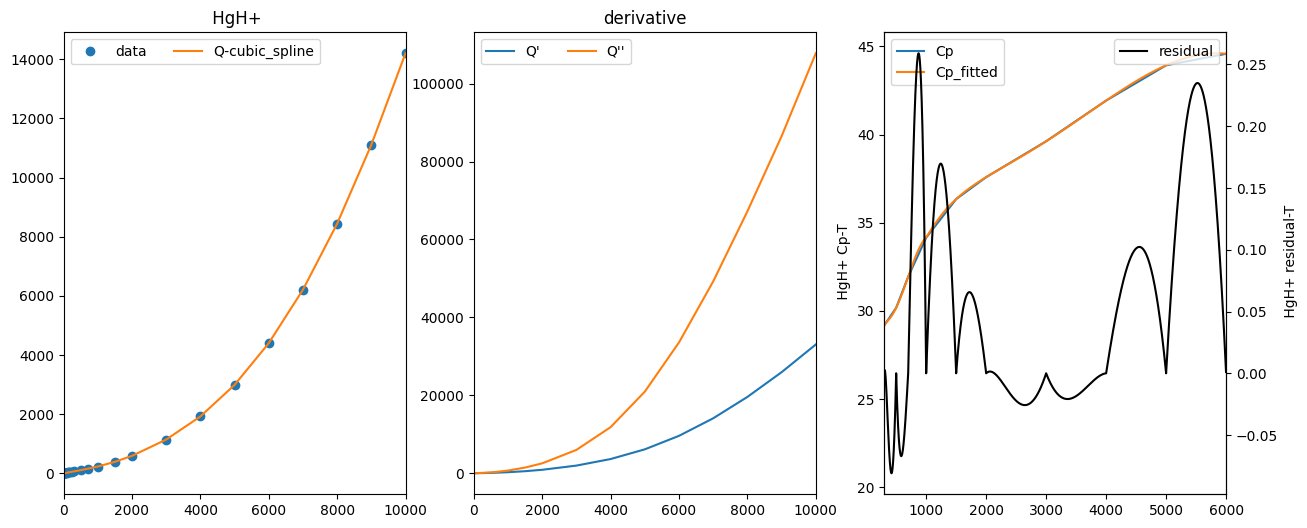 HgH+
data
Q-cubic_spline
14000
12000
10000
8000
6000
4000
2000
0
0 2000 4000 6000 8000 10000
derivative
Q'
Q''
100000
80000
60000
40000
20000
0
0 2000 4000 6000 8000 10000
Cp
Cp_fitted
residual
45
40
35
30
25
20
HgH+ Cp-T
1000 2000 3000 4000 5000 6000
0.25
0.20
0.15
0.10
0.05
0.00
−0.05
HgH+ residual-T